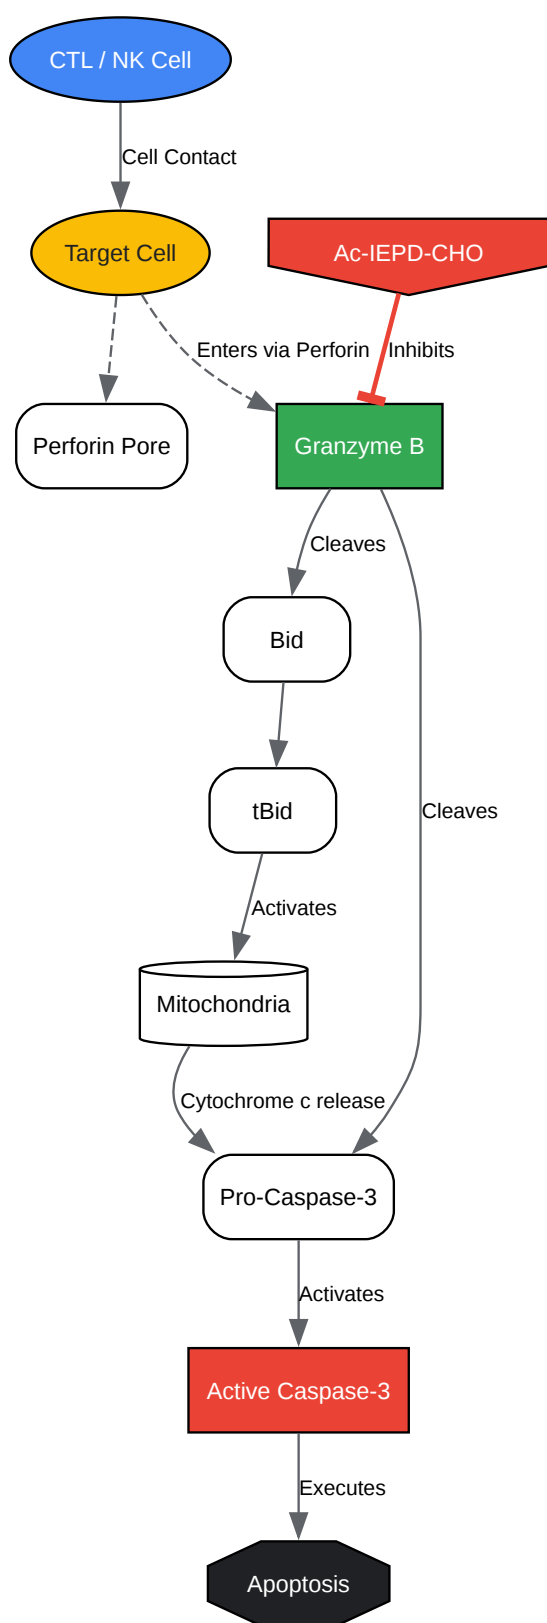 CTL / NK Cell
Cell Contact
Target Cell
Ac-IEPD-CHO
Enters via Perforin
Inhibits
Perforin Pore
Granzyme B
Cleaves
Bid
tBid
Cleaves
Activates
Mitochondria
Cytochrome c release
Pro-Caspase-3
Activates
Active Caspase-3
Executes
Apoptosis